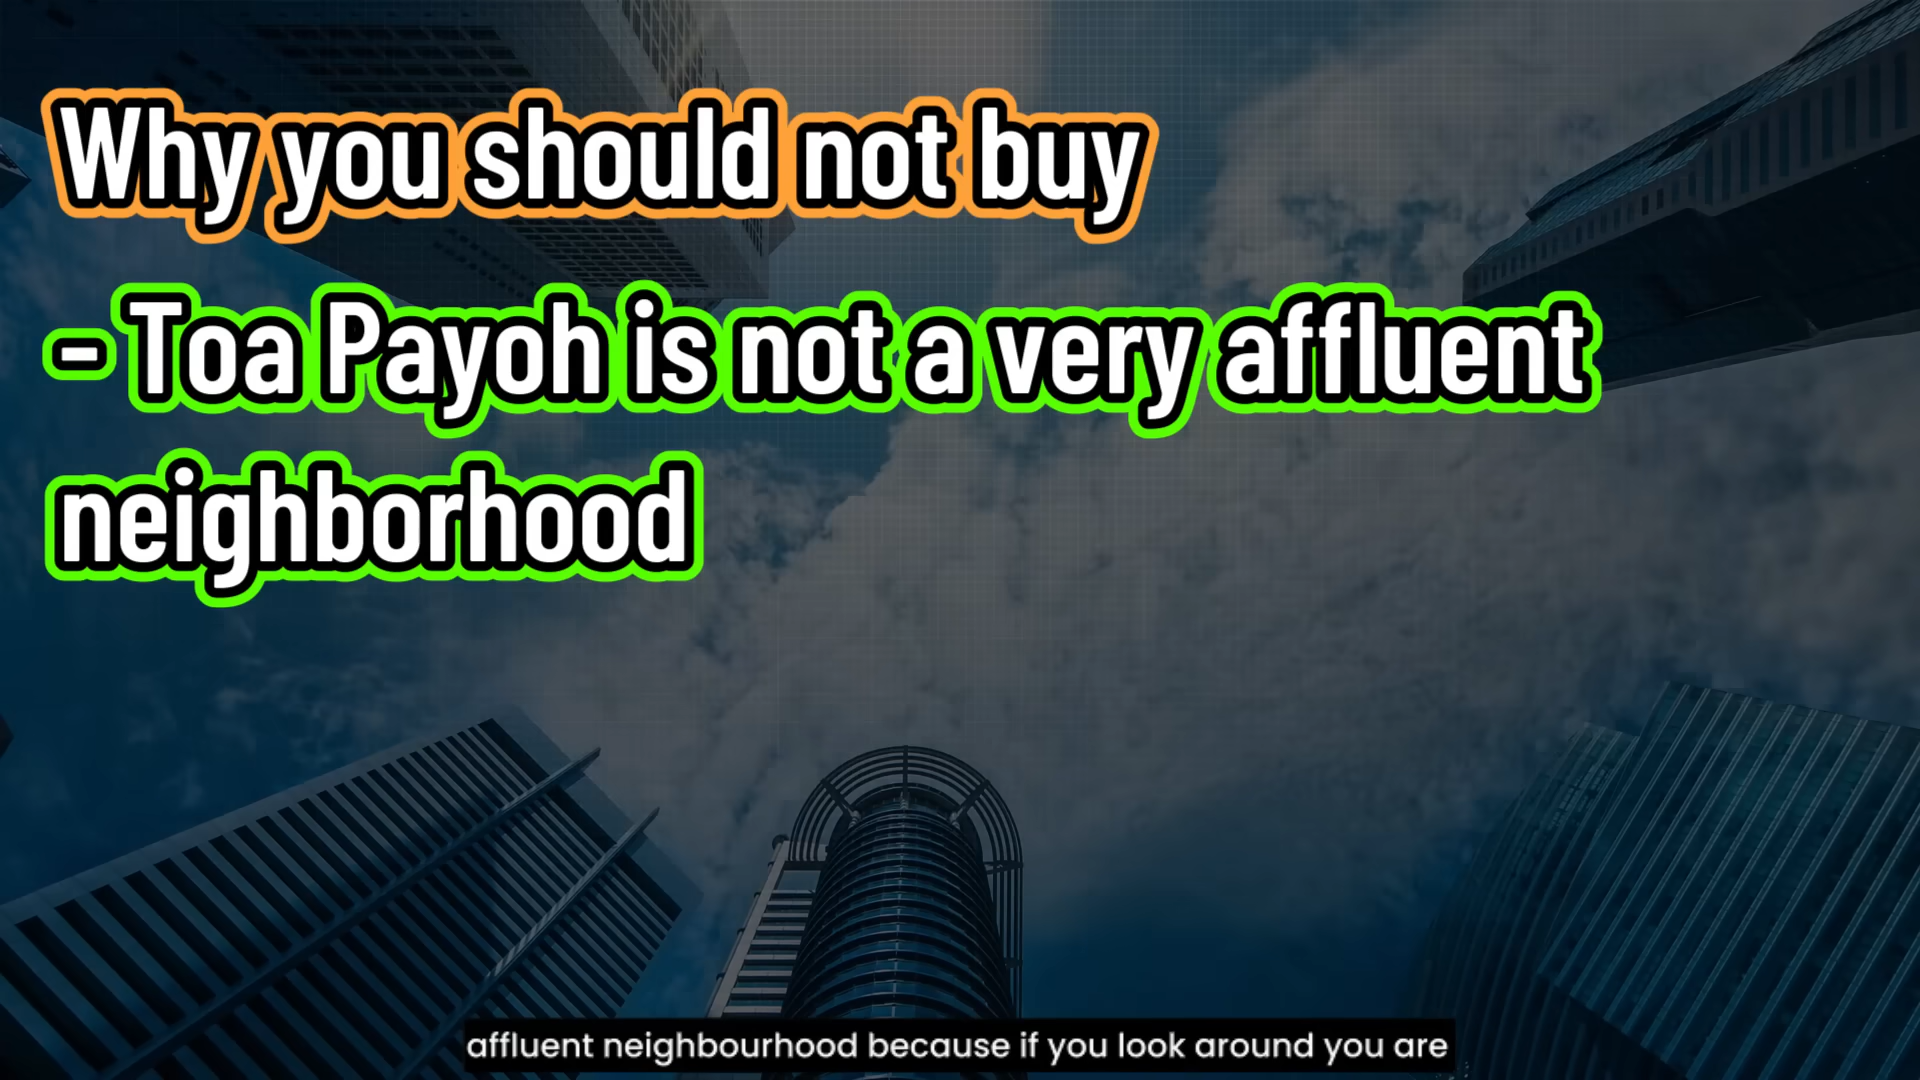 Why you should not buy
- Toa Payoh is not a very affluent
neighborhood
affluent neighbourhood because if you look around you are